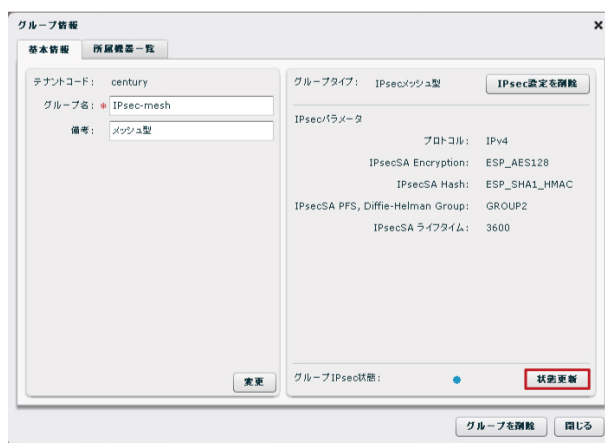 グループ情報
×
基本情報 所属機器一覧
テナントコード: century
グループ名: * IPsec-mesh
備考: メッシュ型
変更
グループタイプ: IPsecメッシュ型 IPsec設定を削除
IPsecパラメータ
プロトコル: IPv4
IPsecSA Encryption: ESP_AES128
IPsecSA Hash: ESP_SHA1_HMAC
IPsecSA PFS, Diffie-Helman Group: GROUP2
IPsecSA ライフタイム: 3600
グループIPsec状態: 状態更新
グループを削除 閉じる